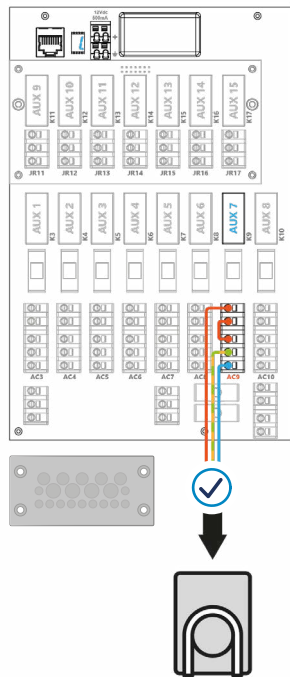 12Vdc
500mA
+
AUX 9 K11 AUX 10 K12 AUX 11 K13 AUX 12 K14 AUX 13 K15 AUX 14 K16 AUX 15 K17
JR11 JR12 JR13 JR14 JR15 JR16 JR17
AUX 1 K3 AUX 2 K4 AUX 3 K5 AUX 4 K6 AUX 5 K7 AUX 6 K8 AUX 7 K9 AUX 8 K10
AC3 AC4 AC5 AC6 AC7 AC9 AC10